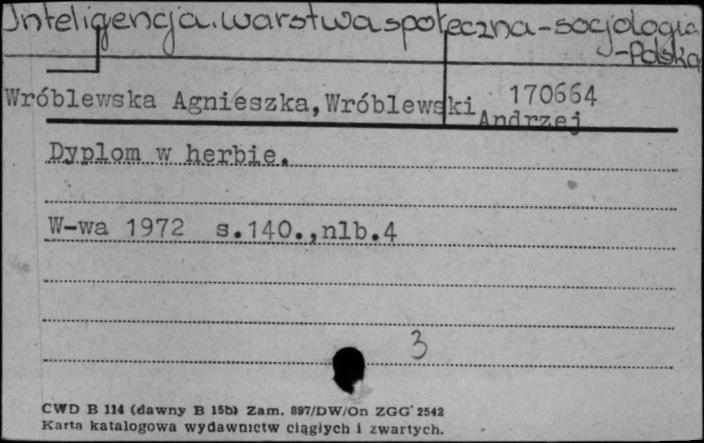 Inteligencja.warstwa społeczna-socjologia
-Polska
Wróblewska Agnieszka,Wróblewski 170664
Andrzej
Dyplom w herbie.
W-wa 1972 s.140.,nlb.4
3
CWD B 114 (dawny B 15b) Zam. 897/DW/On ZGG 2542
Karta katalogowa wydawnictw ciągłych i zwartych.